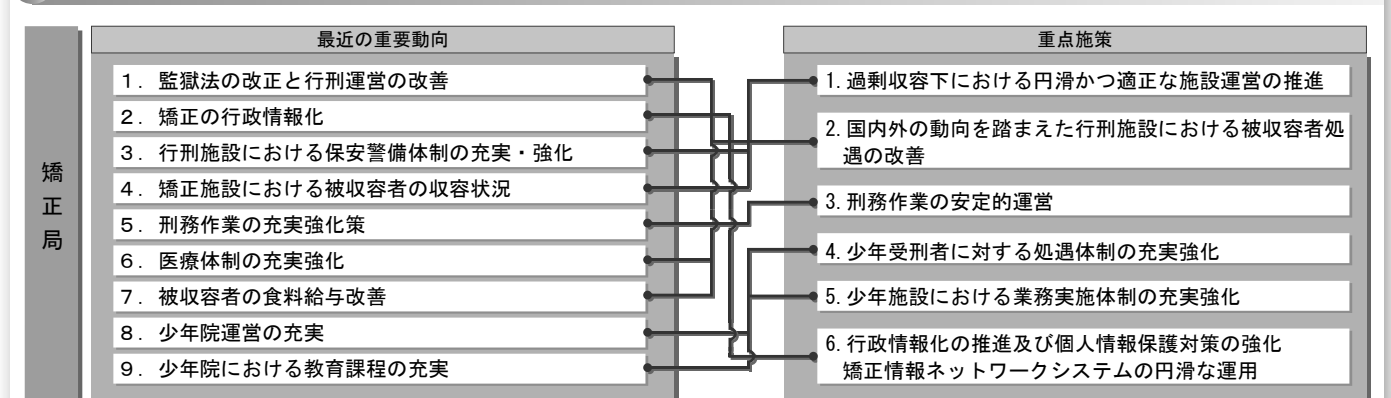 矯正局
最近の重要動向
１．監獄法の改正と行刑運営の改善
２．矯正の行政情報化
３．行刑施設における保安警備体制の充実・強化
４．矯正施設における被収容者の収容状況
５．刑務作業の充実強化策
６．医療体制の充実強化
７．被収容者の食料給与改善
８．少年院運営の充実
９．少年院における教育課程の充実
重点施策
1. 過剰収容下における円滑かつ適正な施設運営の推進
2. 国内外の動向を踏まえた行刑施設における被収容者処
遇の改善
3. 刑務作業の安定的運営
4. 少年受刑者に対する処遇体制の充実強化
5. 少年施設における業務実施体制の充実強化
6. 行政情報化の推進及び個人情報保護対策の強化
矯正情報ネットワークシステムの円滑な運用